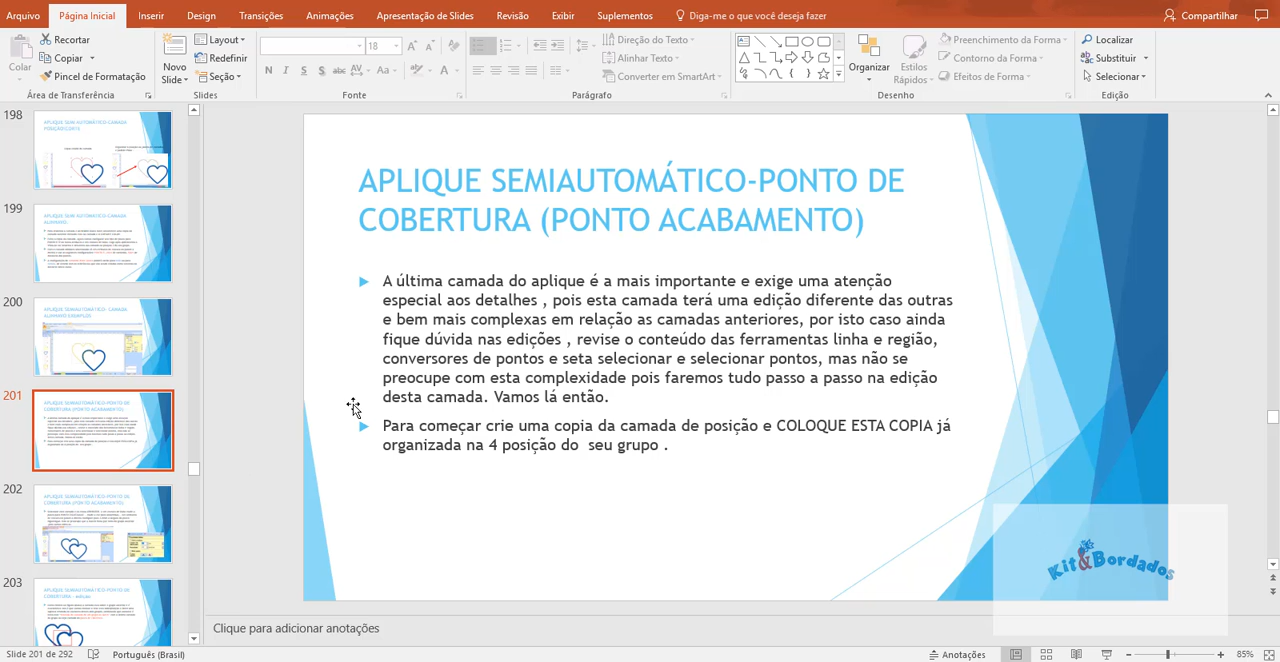 Arquivo Página Inicial Inserir Design Transições Animações Apresentação de Slides Revisão Exibir Suplementos Diga-me o que você deseja fazer Compartilhar
Colar
Recortar
Copiar
Pincel de Formatação
Área de Transferência
Novo
Slide
Layout
Redefinir
Seção
Slides
18
N I S S abc AV Aa A
Fonte
Direção do Texto
Alinhar Texto
Converter em SmartArt
Parágrafo
Organizar
Estilos
Rápidos
Preenchimento da Forma
Contorno da Forma
Efeitos de Forma
Desenho
Localizar
Substituir
Selecionar
Edição
198
199
200
201
202
203
APLIQUE SEMIAUTOMÁTICO-PONTO DE
COBERTURA (PONTO ACABAMENTO)
A última camada do aplique é a mais importante e exige uma atenção
especial aos detalhes , pois esta camada terá uma edição diferente das outras
e bem mais complexas em relação as camadas anteriores, por isto caso ainda
fique dúvida nas edições , revise o conteúdo das ferramentas linha e região,
conversores de pontos e seta selecionar e selecionar pontos, mas não se
preocupe com esta complexidade pois faremos tudo passo a passo na edição
desta camada. Vamos lá então.
Para começar crie uma copia da camada de posição e COLOQUE ESTA COPIA já
organizada na 4 posição do seu grupo .
Kit&Bordados
Clique para adicionar anotações
Slide 201 de 292 Português (Brasil) Anotações 85%